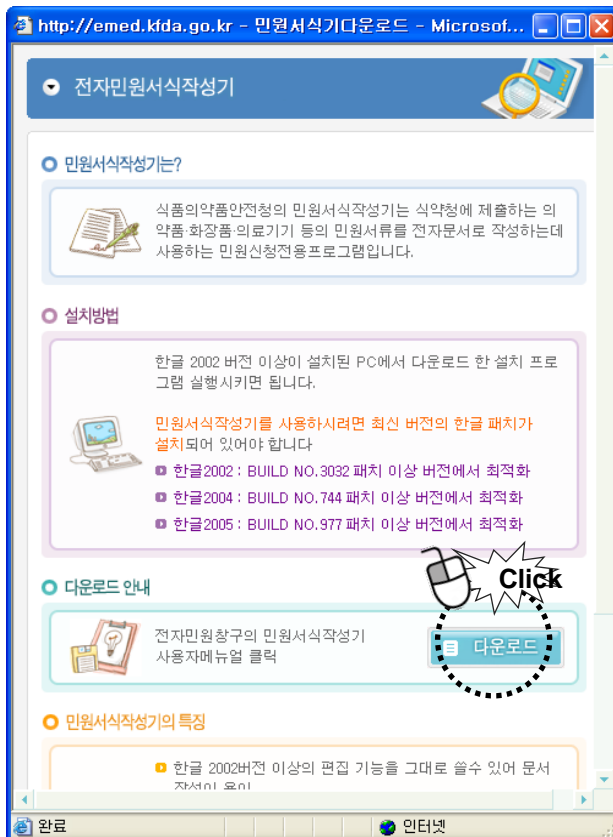 http://emed.kfda.go.kr - 민원서식기다운로드 - Microsof...
전자민원서식작성기
민원서식작성기는?
식품의약품안전청의 민원서식작성기는 식약청에 제출하는 의
약품·화장품·의료기기 등의 민원서류를 전자문서로 작성하는데
사용하는 민원신청전용프로그램입니다.
설치방법
한글 2002 버전 이상이 설치된 PC에서 다운로드 한 설치 프로
그램 실행시키면 됩니다.
민원서식작성기를 사용하시려면 최신 버전의 한글 패치가
설치되어 있어야 합니다
한글2002 : BUILD NO.3032 패치 이상 버전에서 최적화
한글2004 : BUILD NO.744 패치 이상 버전에서 최적화
한글2005 : BUILD NO.977 패치 이상 버전에서 최적화
Click
다운로드 안내
전자민원창구의 민원서식작성기
사용자메뉴얼 클릭
다운로드
민원서식작성기의 특징
한글 2002버전 이상의 편집 기능을 그대로 쓸수 있어 문서
작성이 용이
완료
인터넷